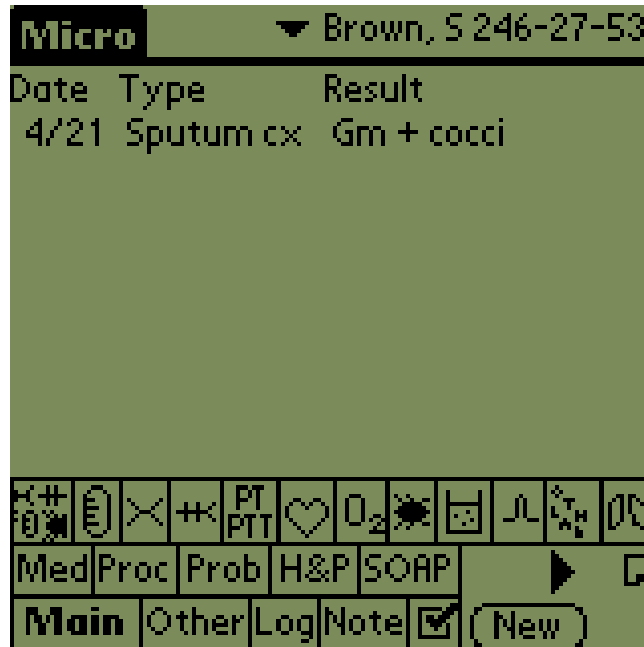 Micro Brown, S 246-27-53
Date Type Result
4/21 Sputum cx Gm + cocci
PT PTT O2
Med Proc Prob H&P SOAP
Main Other Log Note New